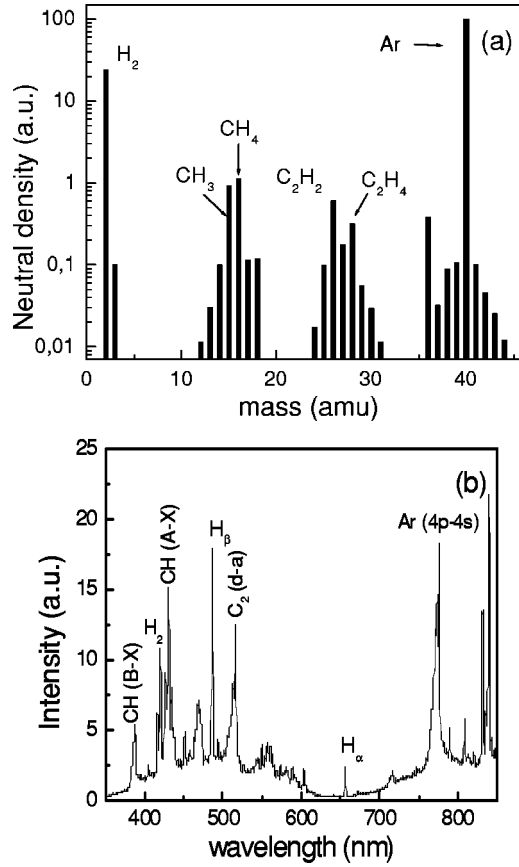 (a)
Neutral density (a.u.)
100
10
1
0,1
0,01
H₂
CH₃
CH₄
C₂H₂
C₂H₄
Ar
0
10
20
30
40
mass (amu)
(b)
Intensity (a.u.)
25
20
15
10
5
0
CH (B-X)
H₂
CH (A-X)
Hβ
C₂ (d-a)
Hα
Ar (4p-4s)
400
500
600
700
800
wavelength (nm)